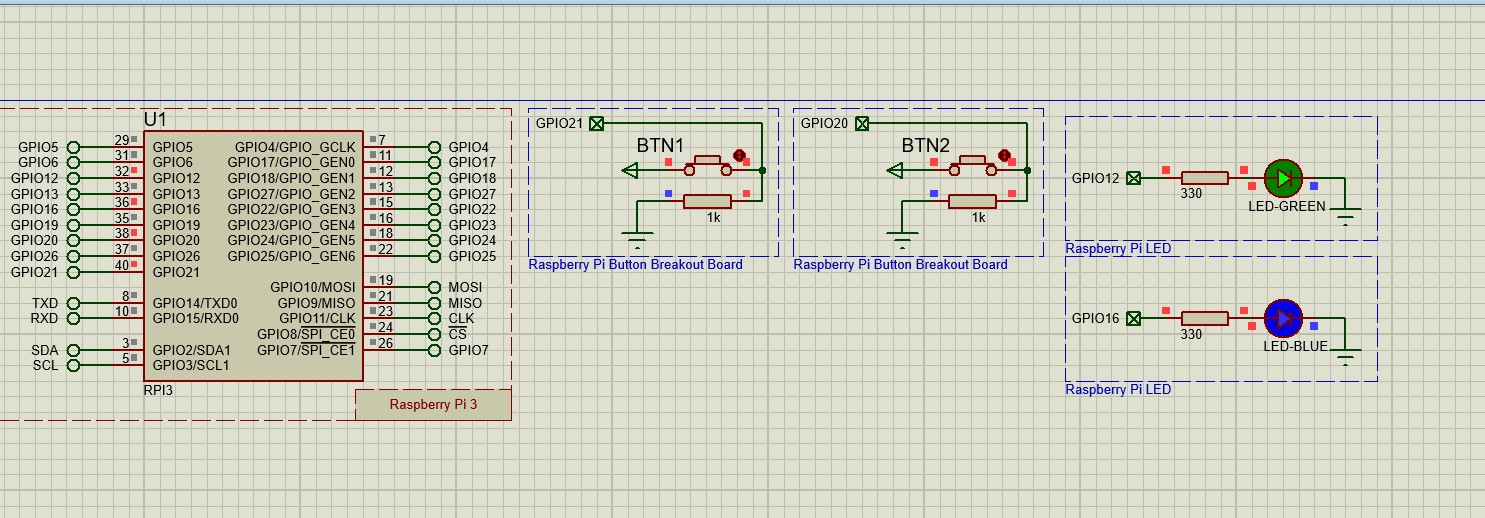 U1
GPIO5 29 GPIO5 GPIO4/GPIO_GCLK 7 GPIO4
GPIO6 31 GPIO6 GPIO17/GPIO_GEN0 11 GPIO17
GPIO12 32 GPIO12 GPIO18/GPIO_GEN1 12 GPIO18
GPIO13 33 GPIO13 GPIO27/GPIO_GEN2 13 GPIO27
GPIO16 36 GPIO16 GPIO22/GPIO_GEN3 15 GPIO22
GPIO19 35 GPIO19 GPIO23/GPIO_GEN4 16 GPIO23
GPIO20 38 GPIO20 GPIO24/GPIO_GEN5 18 GPIO24
GPIO26 37 GPIO26 GPIO25/GPIO_GEN6 22 GPIO25
GPIO21 40 GPIO21
GPIO10/MOSI 19 MOSI
TXD 8 GPIO14/TXD0 GPIO9/MISO 21 MISO
RXD 10 GPIO15/RXD0 GPIO11/CLK 23 CLK
GPIO8/SPI_CE0 24 CS
SDA 3 GPIO2/SDA1 GPIO7/SPI_CE1 26 GPIO7
SCL 5 GPIO3/SCL1
RPI3
Raspberry Pi 3
GPIO21
BTN1
1k
Raspberry Pi Button Breakout Board
GPIO20
BTN2
1k
Raspberry Pi Button Breakout Board
GPIO12
330
LED-GREEN
Raspberry Pi LED
GPIO16
330
LED-BLUE
Raspberry Pi LED